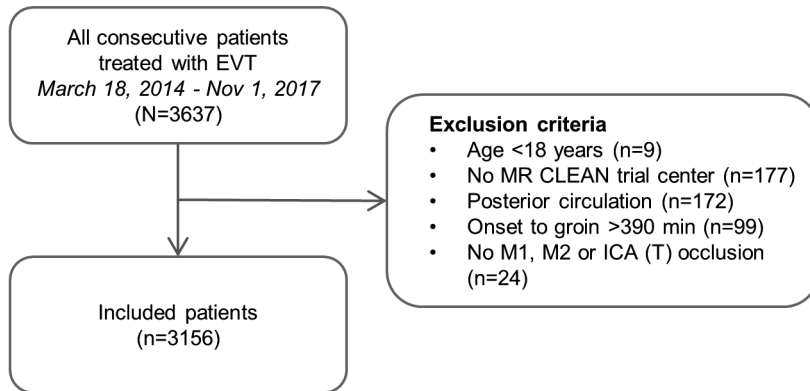 All consecutive patients
treated with EVT
March 18, 2014 - Nov 1, 2017
(N=3637)
Exclusion criteria
• Age <18 years (n=9)
• No MR CLEAN trial center (n=177)
• Posterior circulation (n=172)
• Onset to groin >390 min (n=99)
• No M1, M2 or ICA (T) occlusion
(n=24)
Included patients
(n=3156)